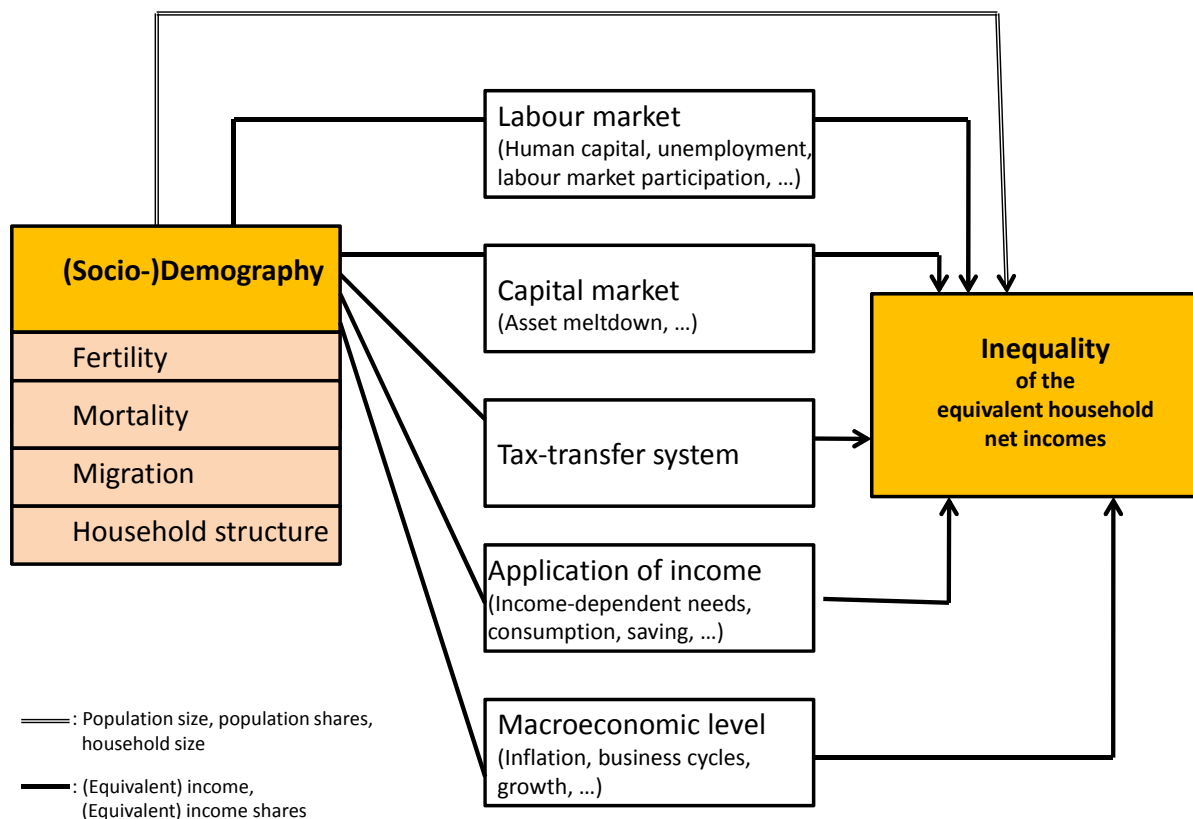 Labour market
(Human capital, unemployment,
labour market participation, …)
(Socio-)Demography
Fertility
Mortality
Migration
Household structure
Capital market
(Asset meltdown, …)
Tax-transfer system
Application of income
(Income-dependent needs,
consumption, saving, …)
Macroeconomic level
(Inflation, business cycles,
growth, …)
Inequality
of the
equivalent household
net incomes
: Population size, population shares,
household size
: (Equivalent) income,
(Equivalent) income shares